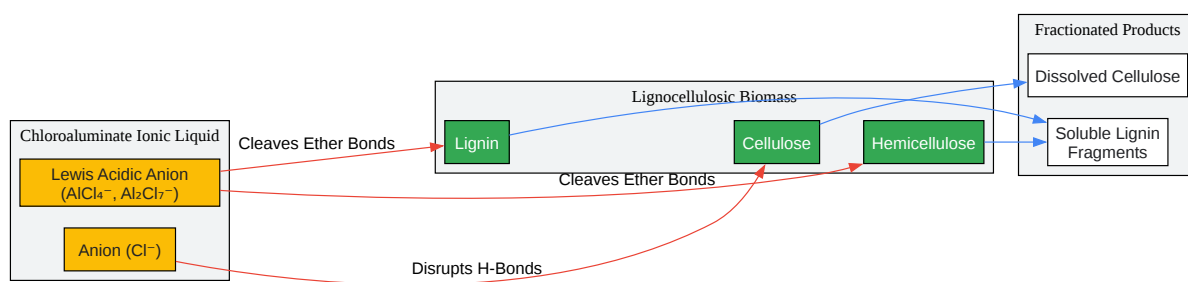 Chloroaluminate Ionic Liquid
Lewis Acidic Anion
(AlCl₄⁻, Al₂Cl₇⁻)
Anion (Cl⁻)
Cleaves Ether Bonds
Cleaves Ether Bonds
Disrupts H-Bonds
Lignocellulosic Biomass
Lignin
Cellulose
Hemicellulose
Fractionated Products
Dissolved Cellulose
Soluble Lignin
Fragments